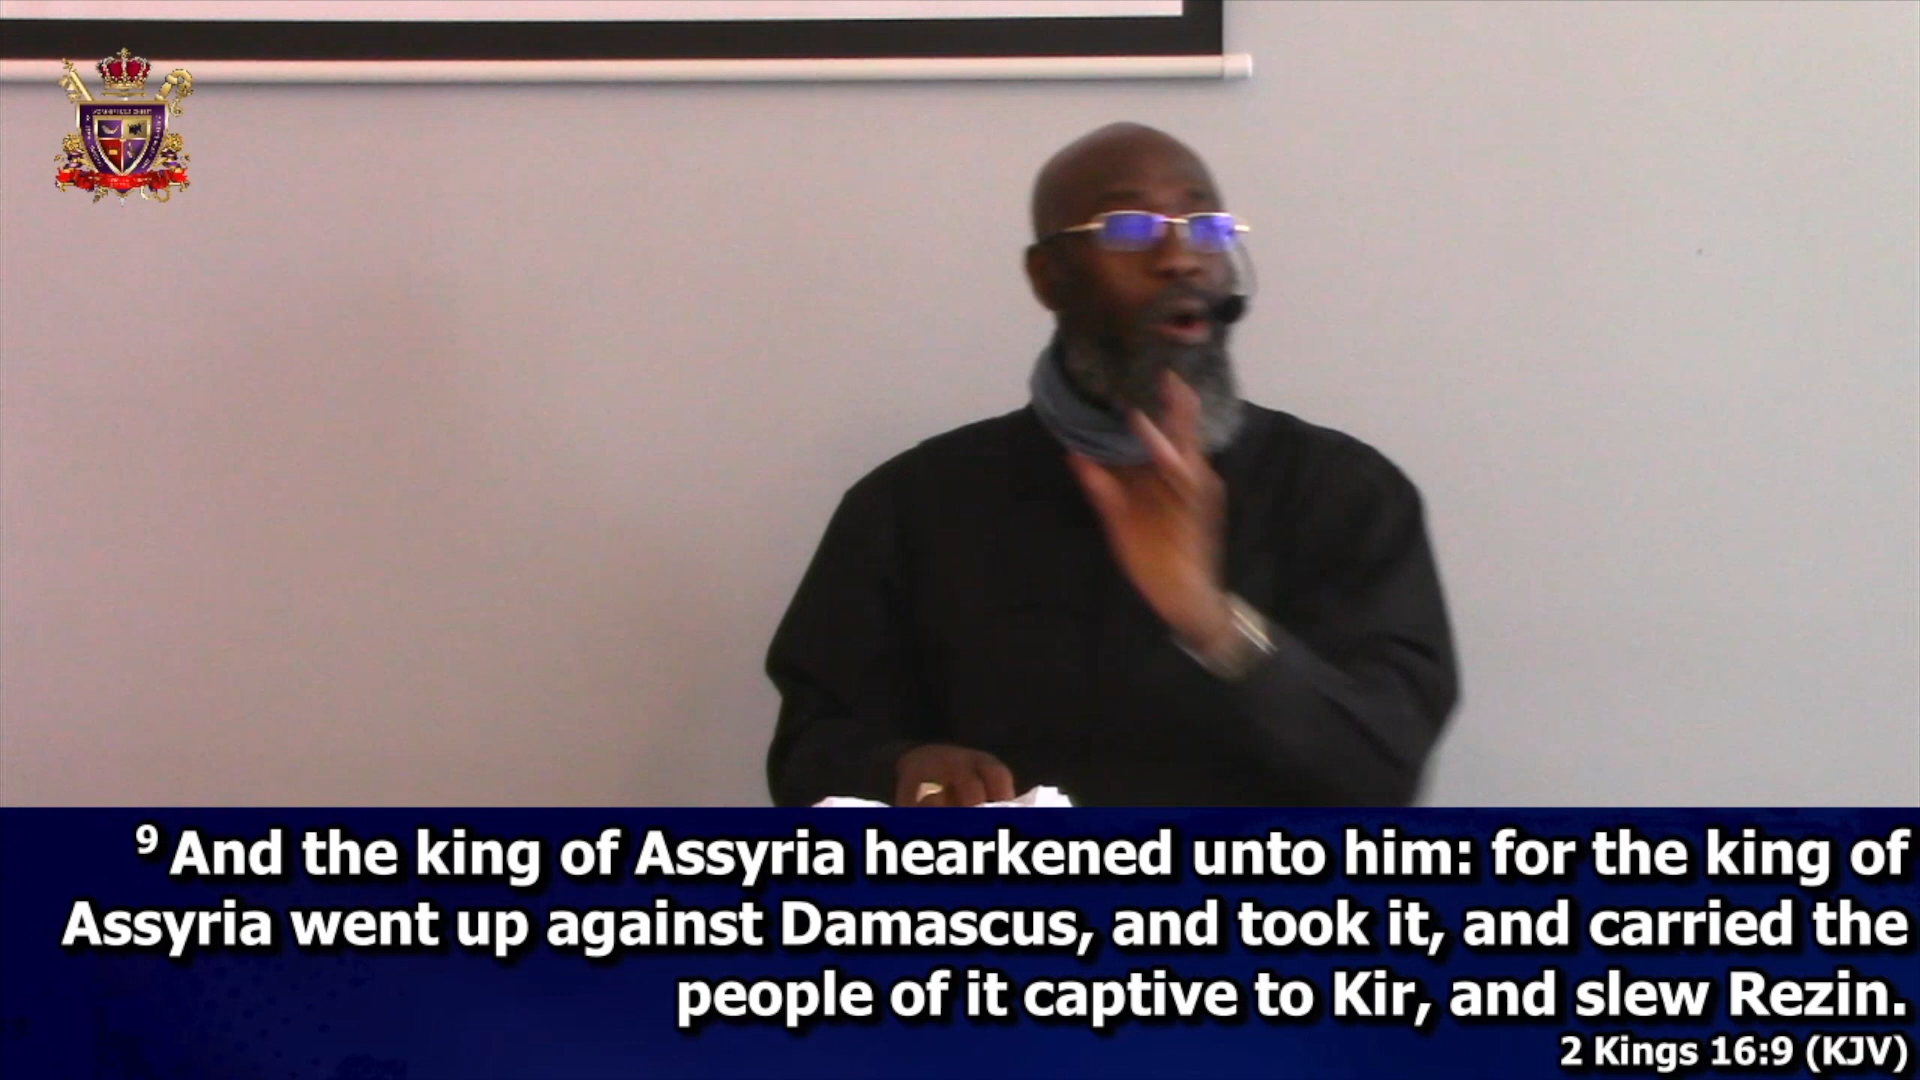 9 And the king of Assyria hearkened unto him: for the king of
Assyria went up against Damascus, and took it, and carried the
people of it captive to Kir, and slew Rezin.
2 Kings 16:9 (KJV)